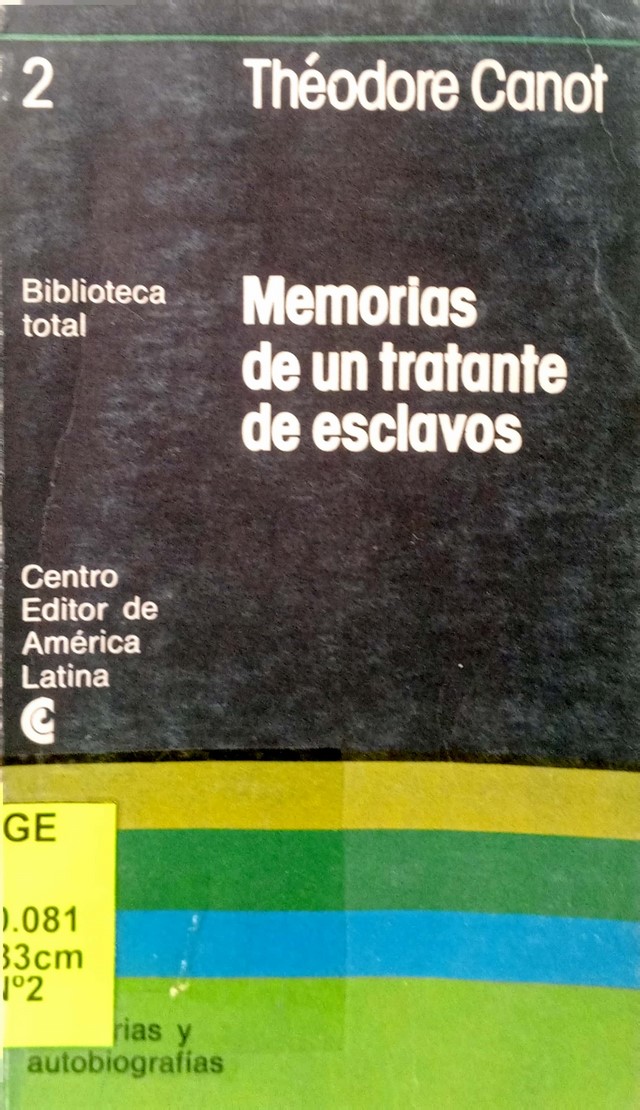 2
Théodore Canot
Biblioteca
total
Memorias
de un tratante
de esclavos
Centro
Editor de
América
Latina
GE
.081
33cm
Nº2
rias y
autobiografías